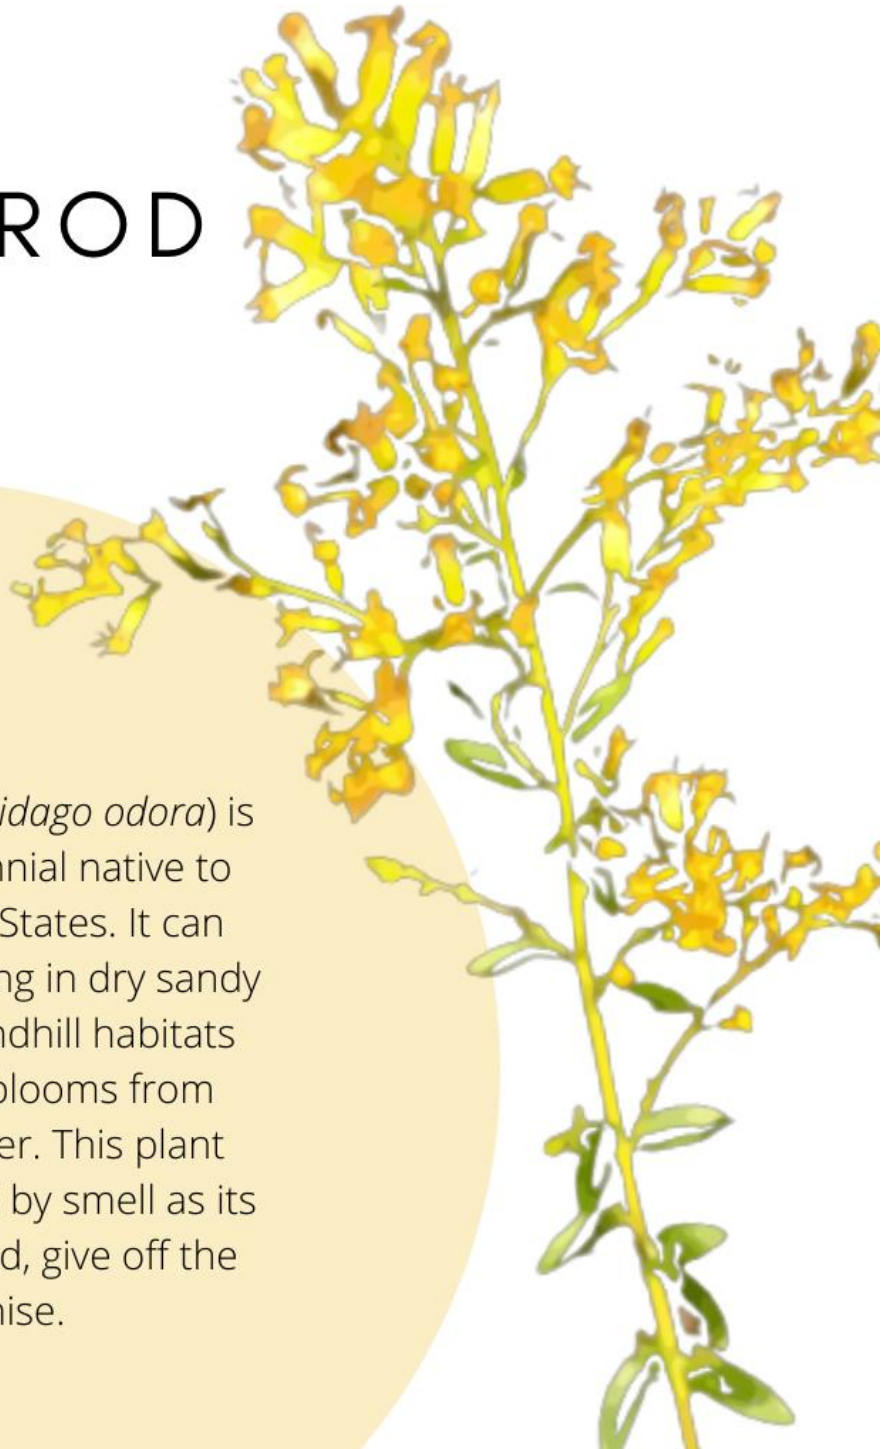 ROD
idago odora) is
nnial native to
States. It can
ng in dry sandy
ndhill habitats
blooms from
er. This plant
by smell as its
d, give off the
nise.